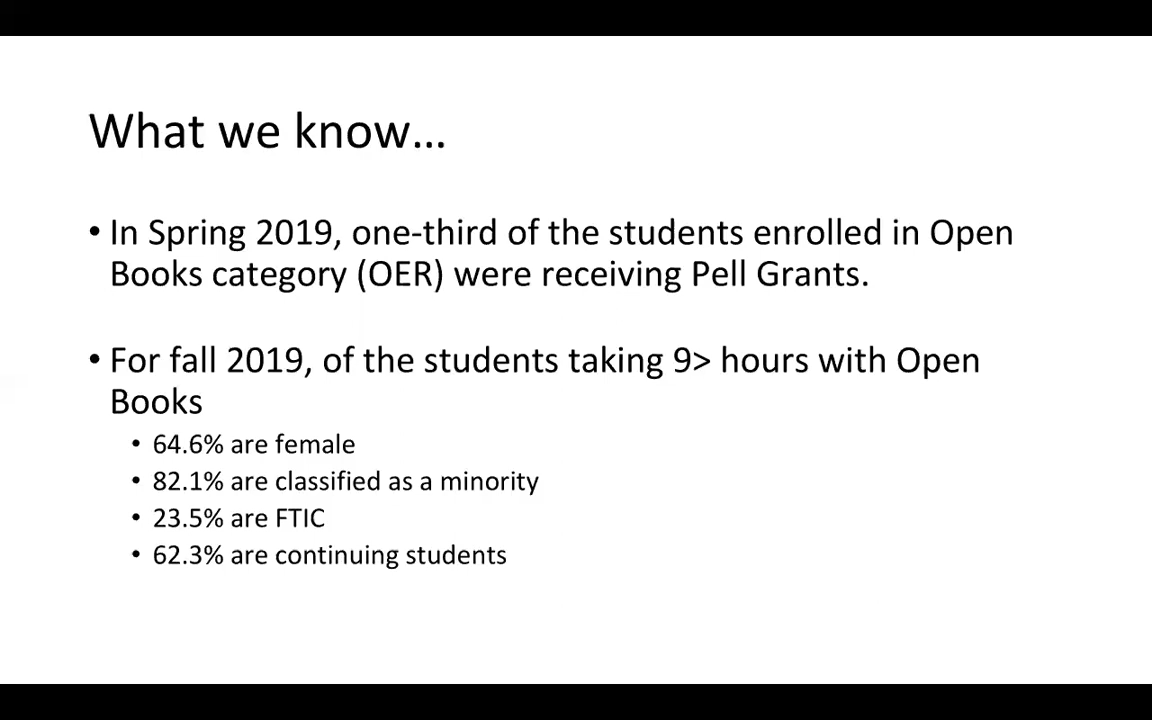 What we know...
• In Spring 2019, one-third of the students enrolled in Open
Books category (OER) were receiving Pell Grants.
• For fall 2019, of the students taking 9> hours with Open
Books
• 64.6% are female
• 82.1% are classified as a minority
• 23.5% are FTIC
• 62.3% are continuing students